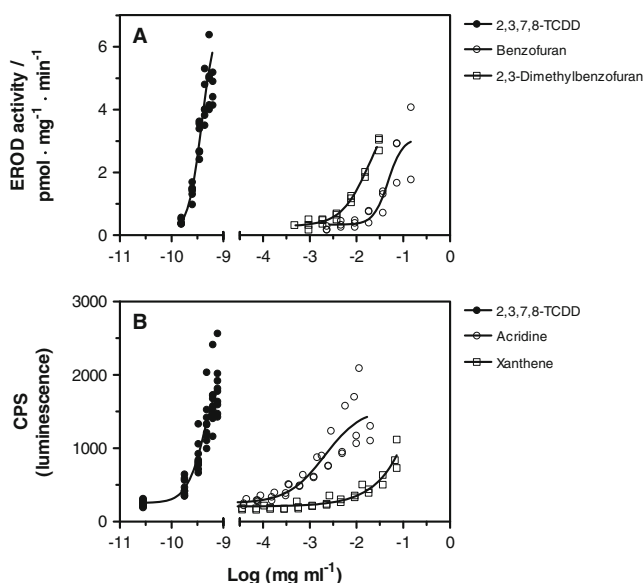 A
EROD activity /
pmol · mg⁻¹ · min⁻¹
6
4
2
0
-11 -10 -9 -4 -3 -2 -1 0
2,3,7,8-TCDD
Benzofuran
2,3-Dimethylbenzofuran
B
CPS
(luminescence)
3000
2000
1000
0
-11 -10 -9 -4 -3 -2 -1 0
Log (mg ml⁻¹)
2,3,7,8-TCDD
Acridine
Xanthene